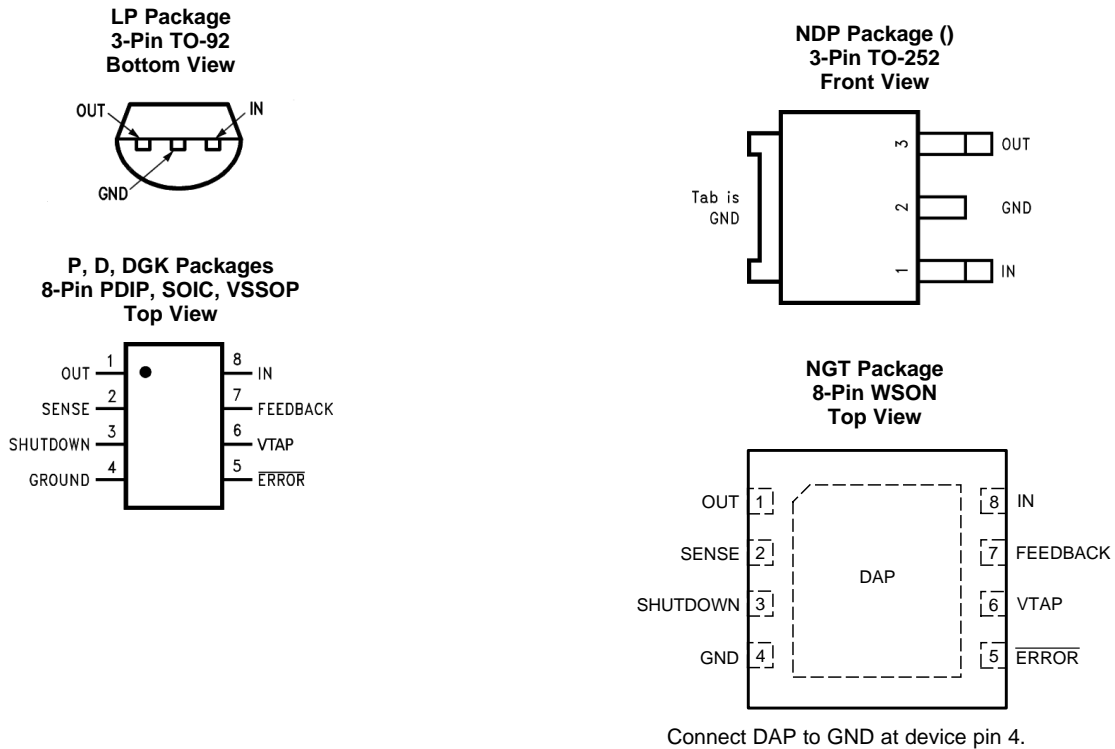 LP Package
3-Pin TO-92
Bottom View
OUT
IN
GND
NDP Package ()
3-Pin TO-252
Front View
Tab is
GND
3
OUT
2
GND
1
IN
P, D, DGK Packages
8-Pin PDIP, SOIC, VSSOP
Top View
OUT 1
8 IN
SENSE 2
7 FEEDBACK
SHUTDOWN 3
6 VTAP
GROUND 4
5 ERROR
NGT Package
8-Pin WSON
Top View
OUT 1
8 IN
SENSE 2
7 FEEDBACK
DAP
SHUTDOWN 3
6 VTAP
GND 4
5 ERROR
Connect DAP to GND at device pin 4.